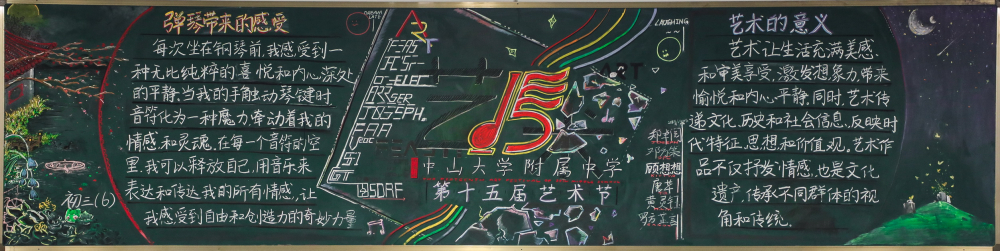 弹琴带来的感受
每次坐在钢琴前,我感受到一
种无比纯粹的喜悦和内心深处
的平静.当我的手触动琴键时
音符化为一种魔力,牵动着我的
情感和灵魂.在每一个音符的空
里,我可以释放自己,用音乐来
表达和传达我的所有情感,让
我感受到自由和创造力的奇妙力量
初三(6)
艺
ART
中山大学附属中学
第十五届艺术节
LAUGHING
顾想想
艺术的意义
艺术让生活充满美感
和审美享受,激发想象力,带来
愉悦和内心平静.同时,艺术传
递文化、历史和社会信息、反映时
代特征、思想和价值观.艺术作
品不仅抒发情感,也是文化
遗产,传承不同群体的视
角和传统.